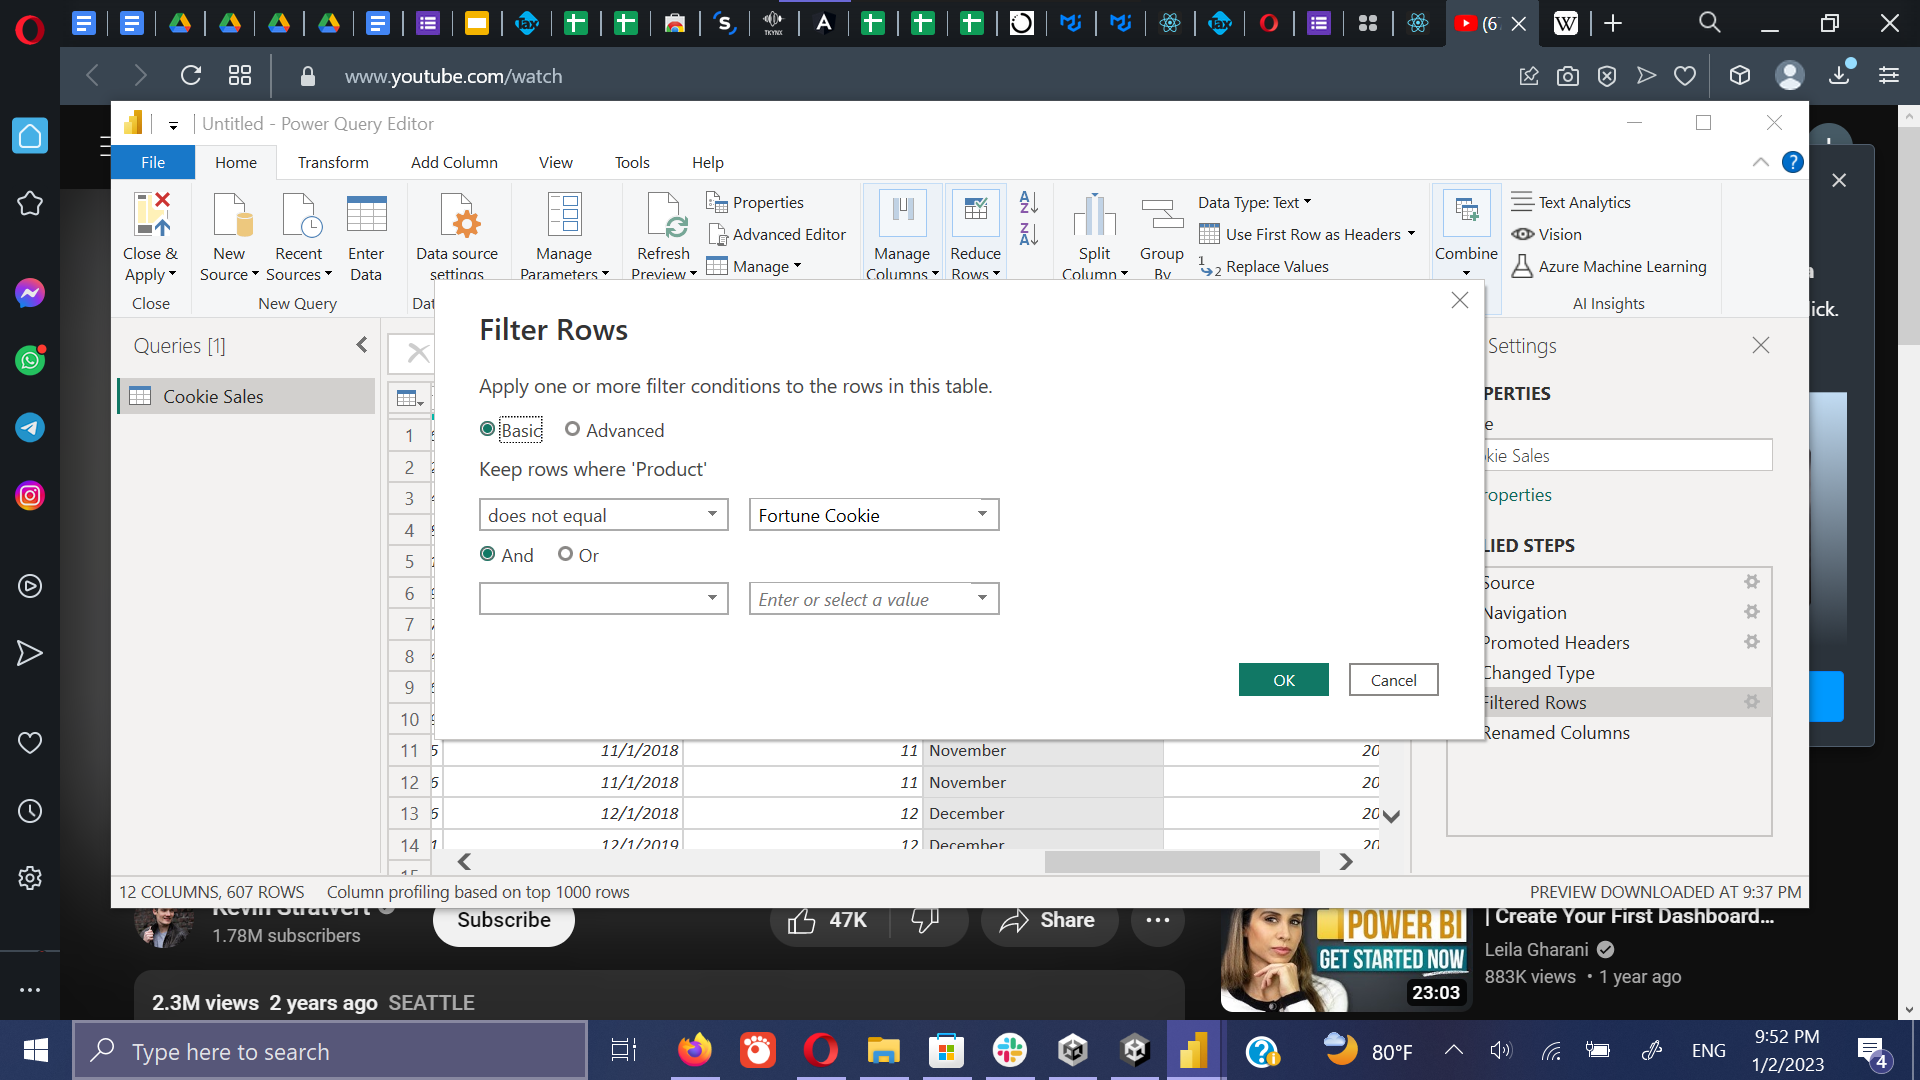 (6
www.youtube.com/watch
Untitled - Power Query Editor
File
Home
Transform
Add Column
View
Tools
Help
Close &
Apply
Close
New
Source
Recent
Sources
Enter
Data
New Query
Data source
settings
Dat
Manage
Parameters
Refresh
Preview
Properties
Advanced Editor
Manage
Manage
Columns
Reduce
Rows
Split
Column
Group
By
Data Type: Text
Use First Row as Headers
Replace Values
Combine
Text Analytics
Vision
Azure Machine Learning
AI Insights
ick.
Queries [1]
Cookie Sales
Filter Rows
Apply one or more filter conditions to the rows in this table.
Basic
Advanced
Keep rows where 'Product'
does not equal
Fortune Cookie
And
Or
Enter or select a value
OK
Cancel
Settings
PERTIES
e
kie Sales
roperties
LIED STEPS
Source
Navigation
Promoted Headers
Changed Type
Filtered Rows
Renamed Columns
1
2
3
4
5
6
7
8
9
10
11 5 11/1/2018 11 November 20
12 6 11/1/2018 11 November 20
13 6 12/1/2018 12 December 20
14 1 12/1/2019 12 December 20
15
12 COLUMNS, 607 ROWS
Column profiling based on top 1000 rows
PREVIEW DOWNLOADED AT 9:37 PM
Kevin Stratvert
1.78M subscribers
Subscribe
47K
Share
2.3M views 2 years ago SEATTLE
POWER BI
GET STARTED NOW
23:03
| Create Your First Dashboard...
Leila Gharani
883K views • 1 year ago
Type here to search
80°F
ENG
9:52 PM
1/2/2023
4